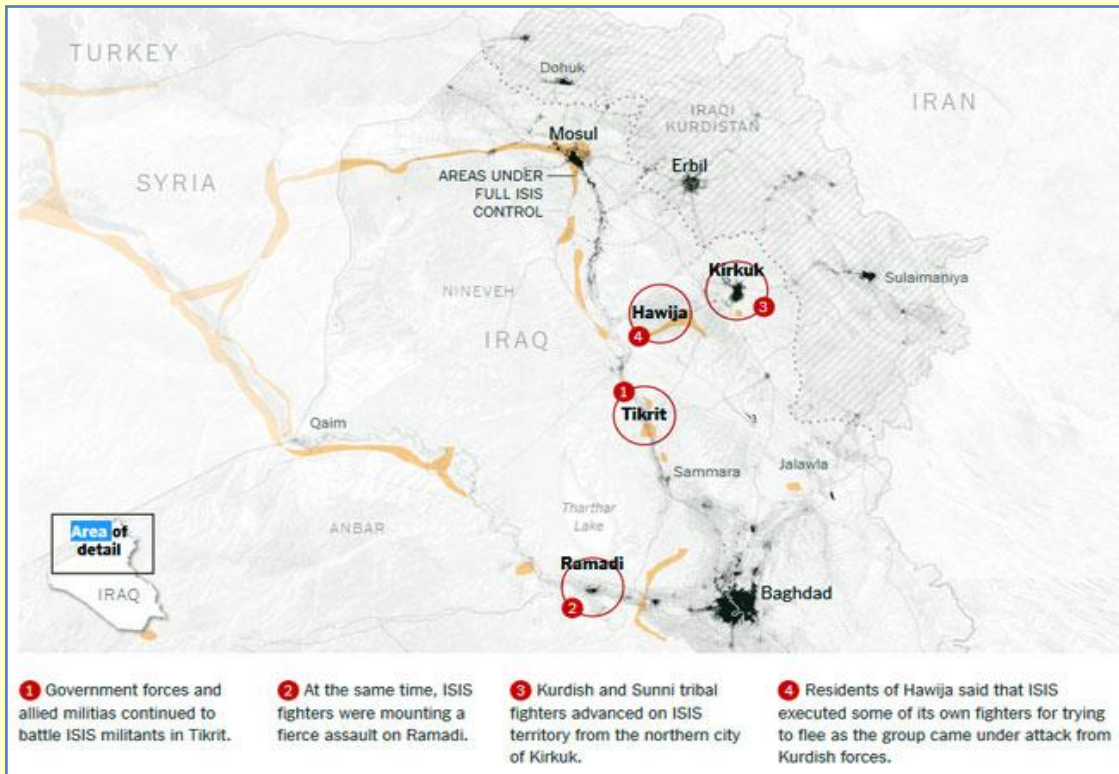 TURKEY
Dohuk
IRAQI
KURDISTAN
IRAN
Mosul
Erbil
SYRIA
AREAS UNDER
FULL ISIS
CONTROL
Kirkuk
3
Sulaimaniya
NINEVEH
Hawija
4
IRAQ
1
Tikrit
Qaim
Sammara
Jalawla
Tharthar
Lake
ANBAR
Area of
detail
IRAQ
Ramadi
2
Baghdad
1 Government forces and
allied militias continued to
battle ISIS militants in Tikrit.
2 At the same time, ISIS
fighters were mounting a
fierce assault on Ramadi.
3 Kurdish and Sunni tribal
fighters advanced on ISIS
territory from the northern city
of Kirkuk.
4 Residents of Hawija said that ISIS
executed some of its own fighters for trying
to flee as the group came under attack from
Kurdish forces.